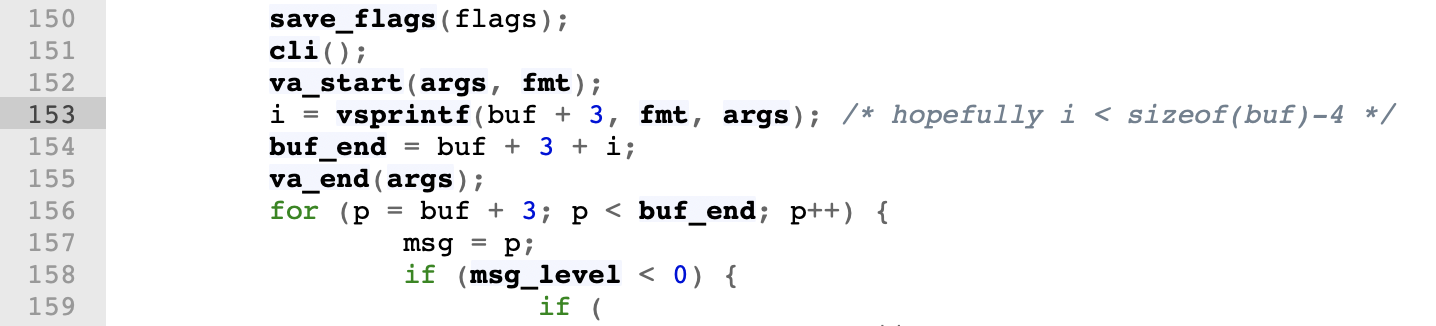 150 save_flags(flags);
151 cli();
152 va_start(args, fmt);
153 i = vsprintf(buf + 3, fmt, args); /* hopefully i < sizeof(buf)-4 */
154 buf_end = buf + 3 + i;
155 va_end(args);
156 for (p = buf + 3; p < buf_end; p++) {
157 msg = p;
158 if (msg_level < 0) {
159 if (